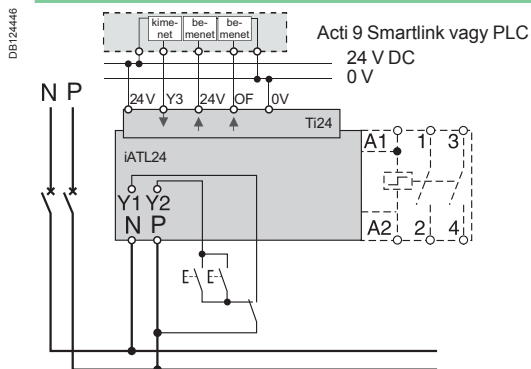 DB124446
kime-
net
be-
menet
be-
menet
Acti 9 Smartlink vagy PLC
24 V DC
0 V
N P
24 V Y3 24V OF 0V
Ti24
iATL24
A1 1 3
Y1 Y2
N P
A2 2 4
E E